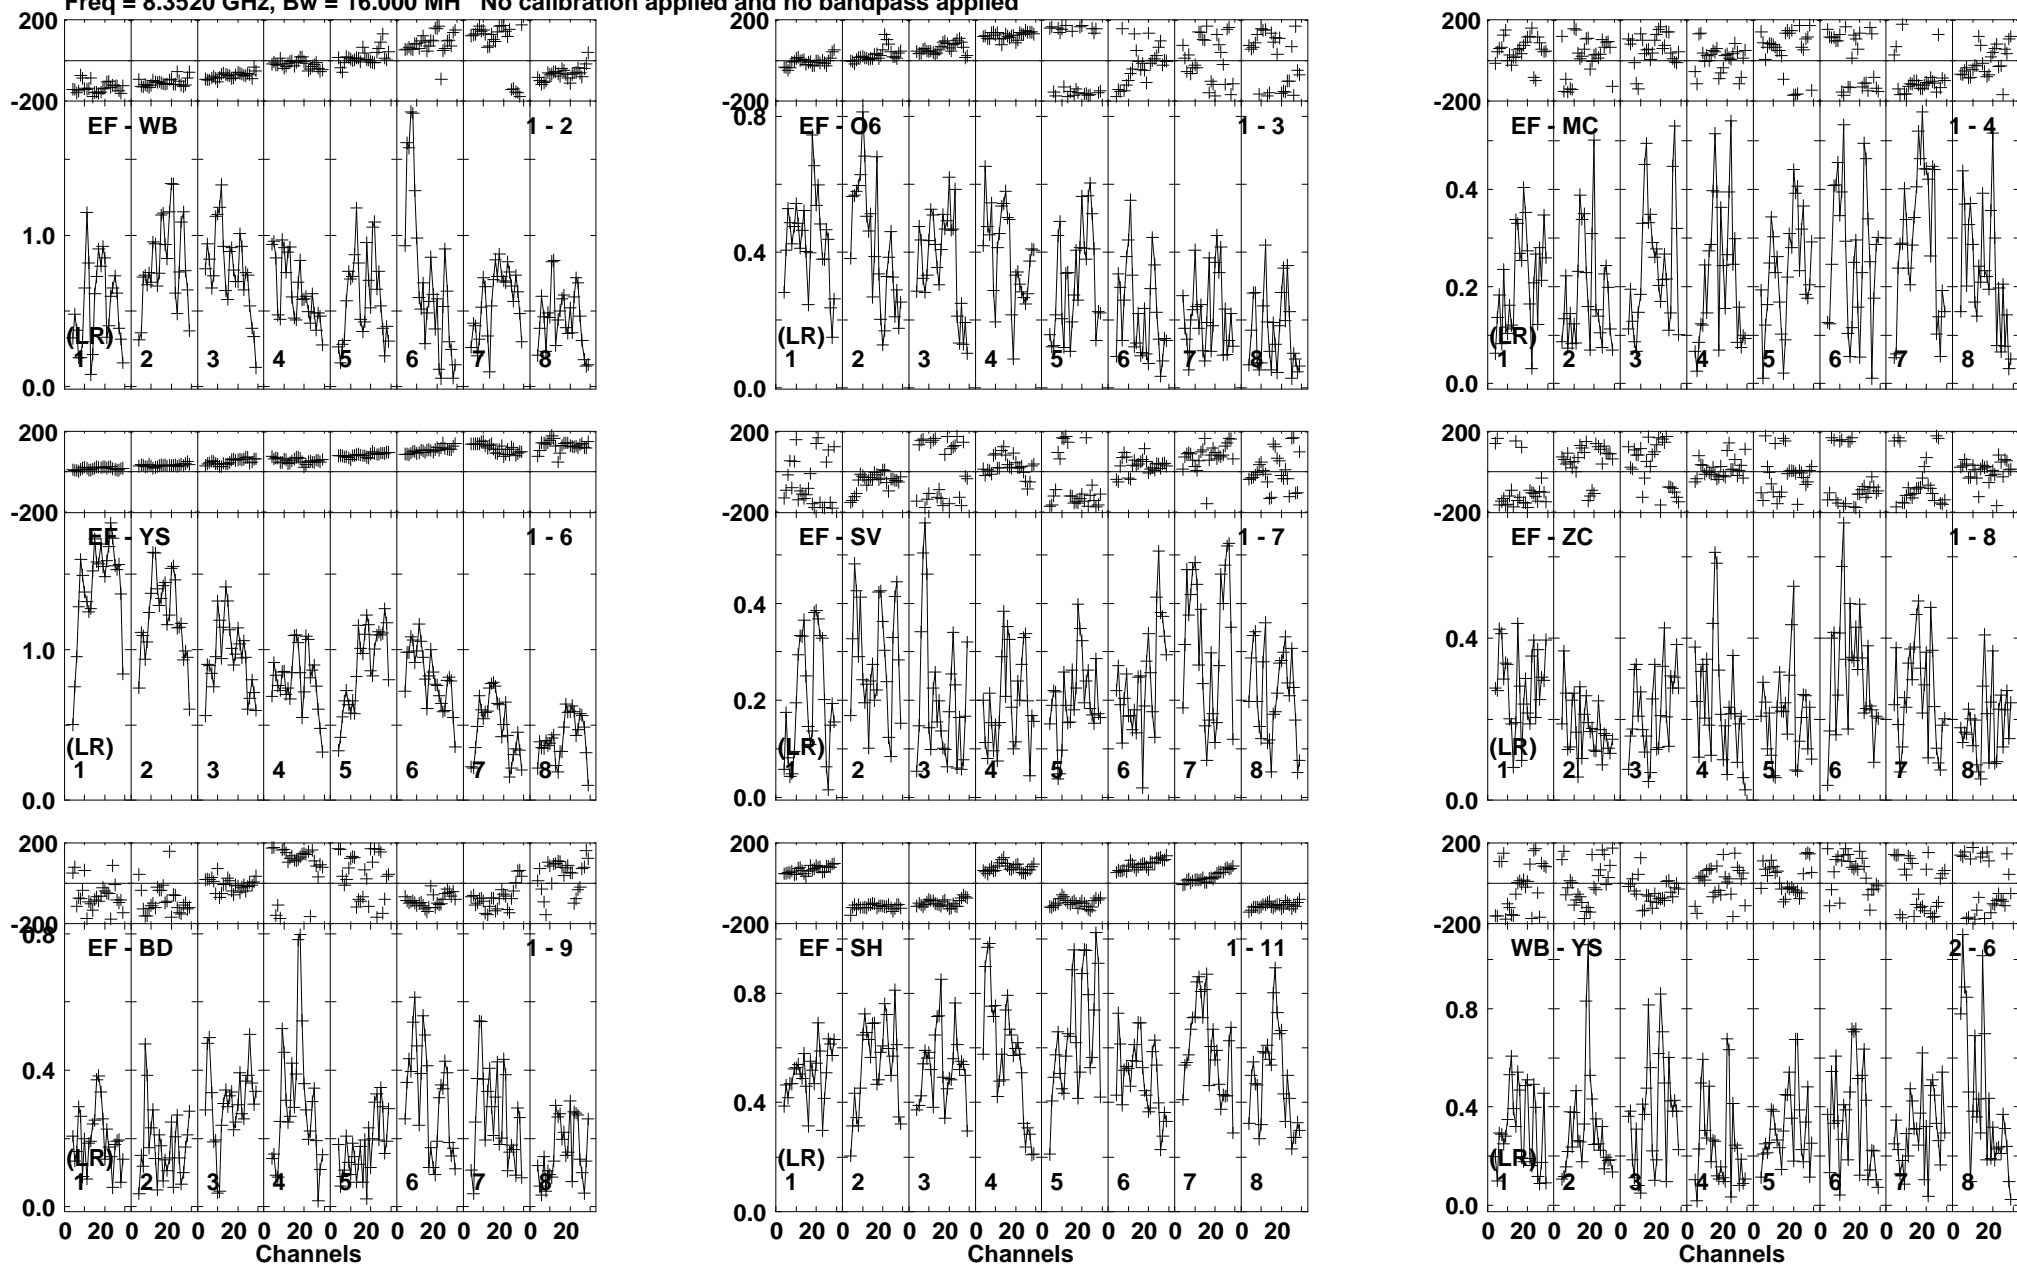 Freq = 8.3520 GHz, Bw = 16.000 MH No calibration applied and no bandpass applied
200 200 200
-200 -200 -200
EF - WB 1 - 2 EF - O6 1 - 3 EF - MC 1 - 4
0.8
1.0 0.4 0.4
0.2
(LR) (LR) (LR)
1 2 3 4 5 6 7 8 1 2 3 4 5 6 7 8 1 2 3 4 5 6 7 8
0.0 0.0 0.0
200 200 200
-200 -200 -200
EF - YS 1 - 6 EF - SV 1 - 7 EF - ZC 1 - 8
1.0 0.4 0.4
0.2
(LR) (LR) (LR)
1 2 3 4 5 6 7 8 1 2 3 4 5 6 7 8 1 2 3 4 5 6 7 8
0.0 0.0 0.0
200 200 200
-200 -200 -200
0.8
EF - BD 1 - 9 EF - SH 1 - 11 WB - YS 2 - 6
0.8 0.8
0.4 0.4 0.4
(LR) (LR) (LR)
1 2 3 4 5 6 7 8 1 2 3 4 5 6 7 8 1 2 3 4 5 6 7 8
0.0 0.0 0.0
0 20 0 20 0 20 0 20 0 20 0 20 0 20 0 20 0 20 0 20 0 20 0 20 0 20 0 20 0 20 0 20 0 20 0 20 0 20 0 20 0 20 0 20 0 20 0 20
Channels Channels Channels